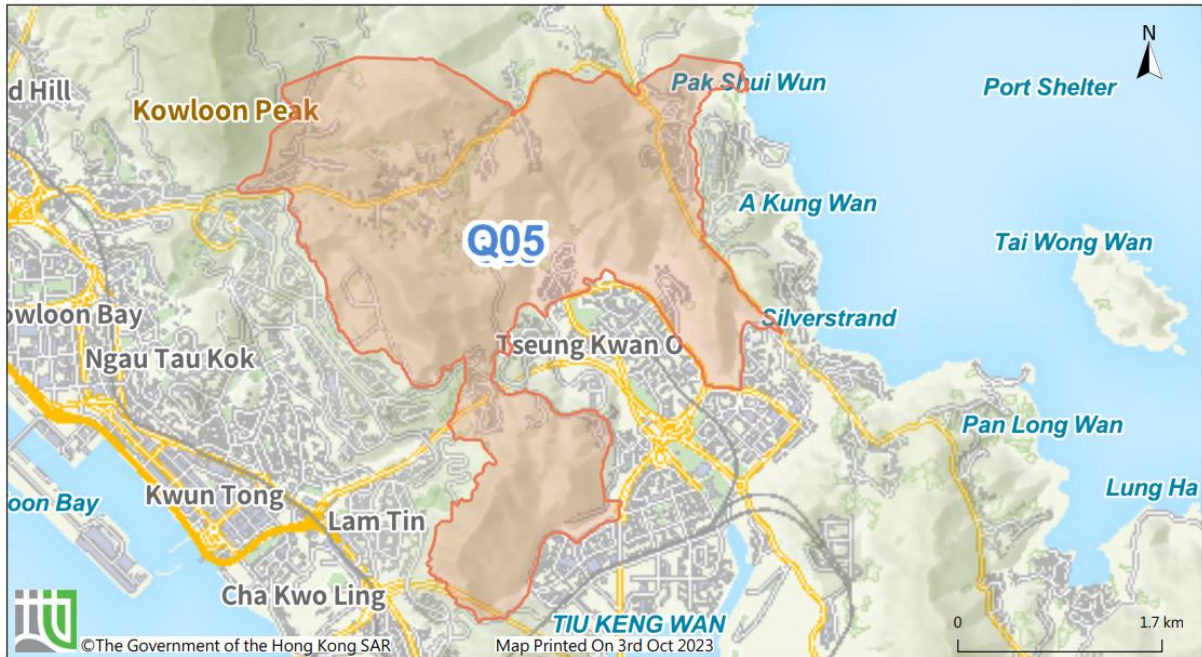 N
Pak Shui Wun
Port Shelter
d Hill
Kowloon Peak
A Kung Wan
Q05
Tai Wong Wan
owloon Bay
Silverstrand
Tseung Kwan O
Ngau Tau Kok
Pan Long Wan
Kwun Tong
Lung Ha
oon Bay
Lam Tin
Cha Kwo Ling
TIU KENG WAN
0
1.7 km
©The Government of the Hong Kong SAR
Map Printed On 3rd Oct 2023